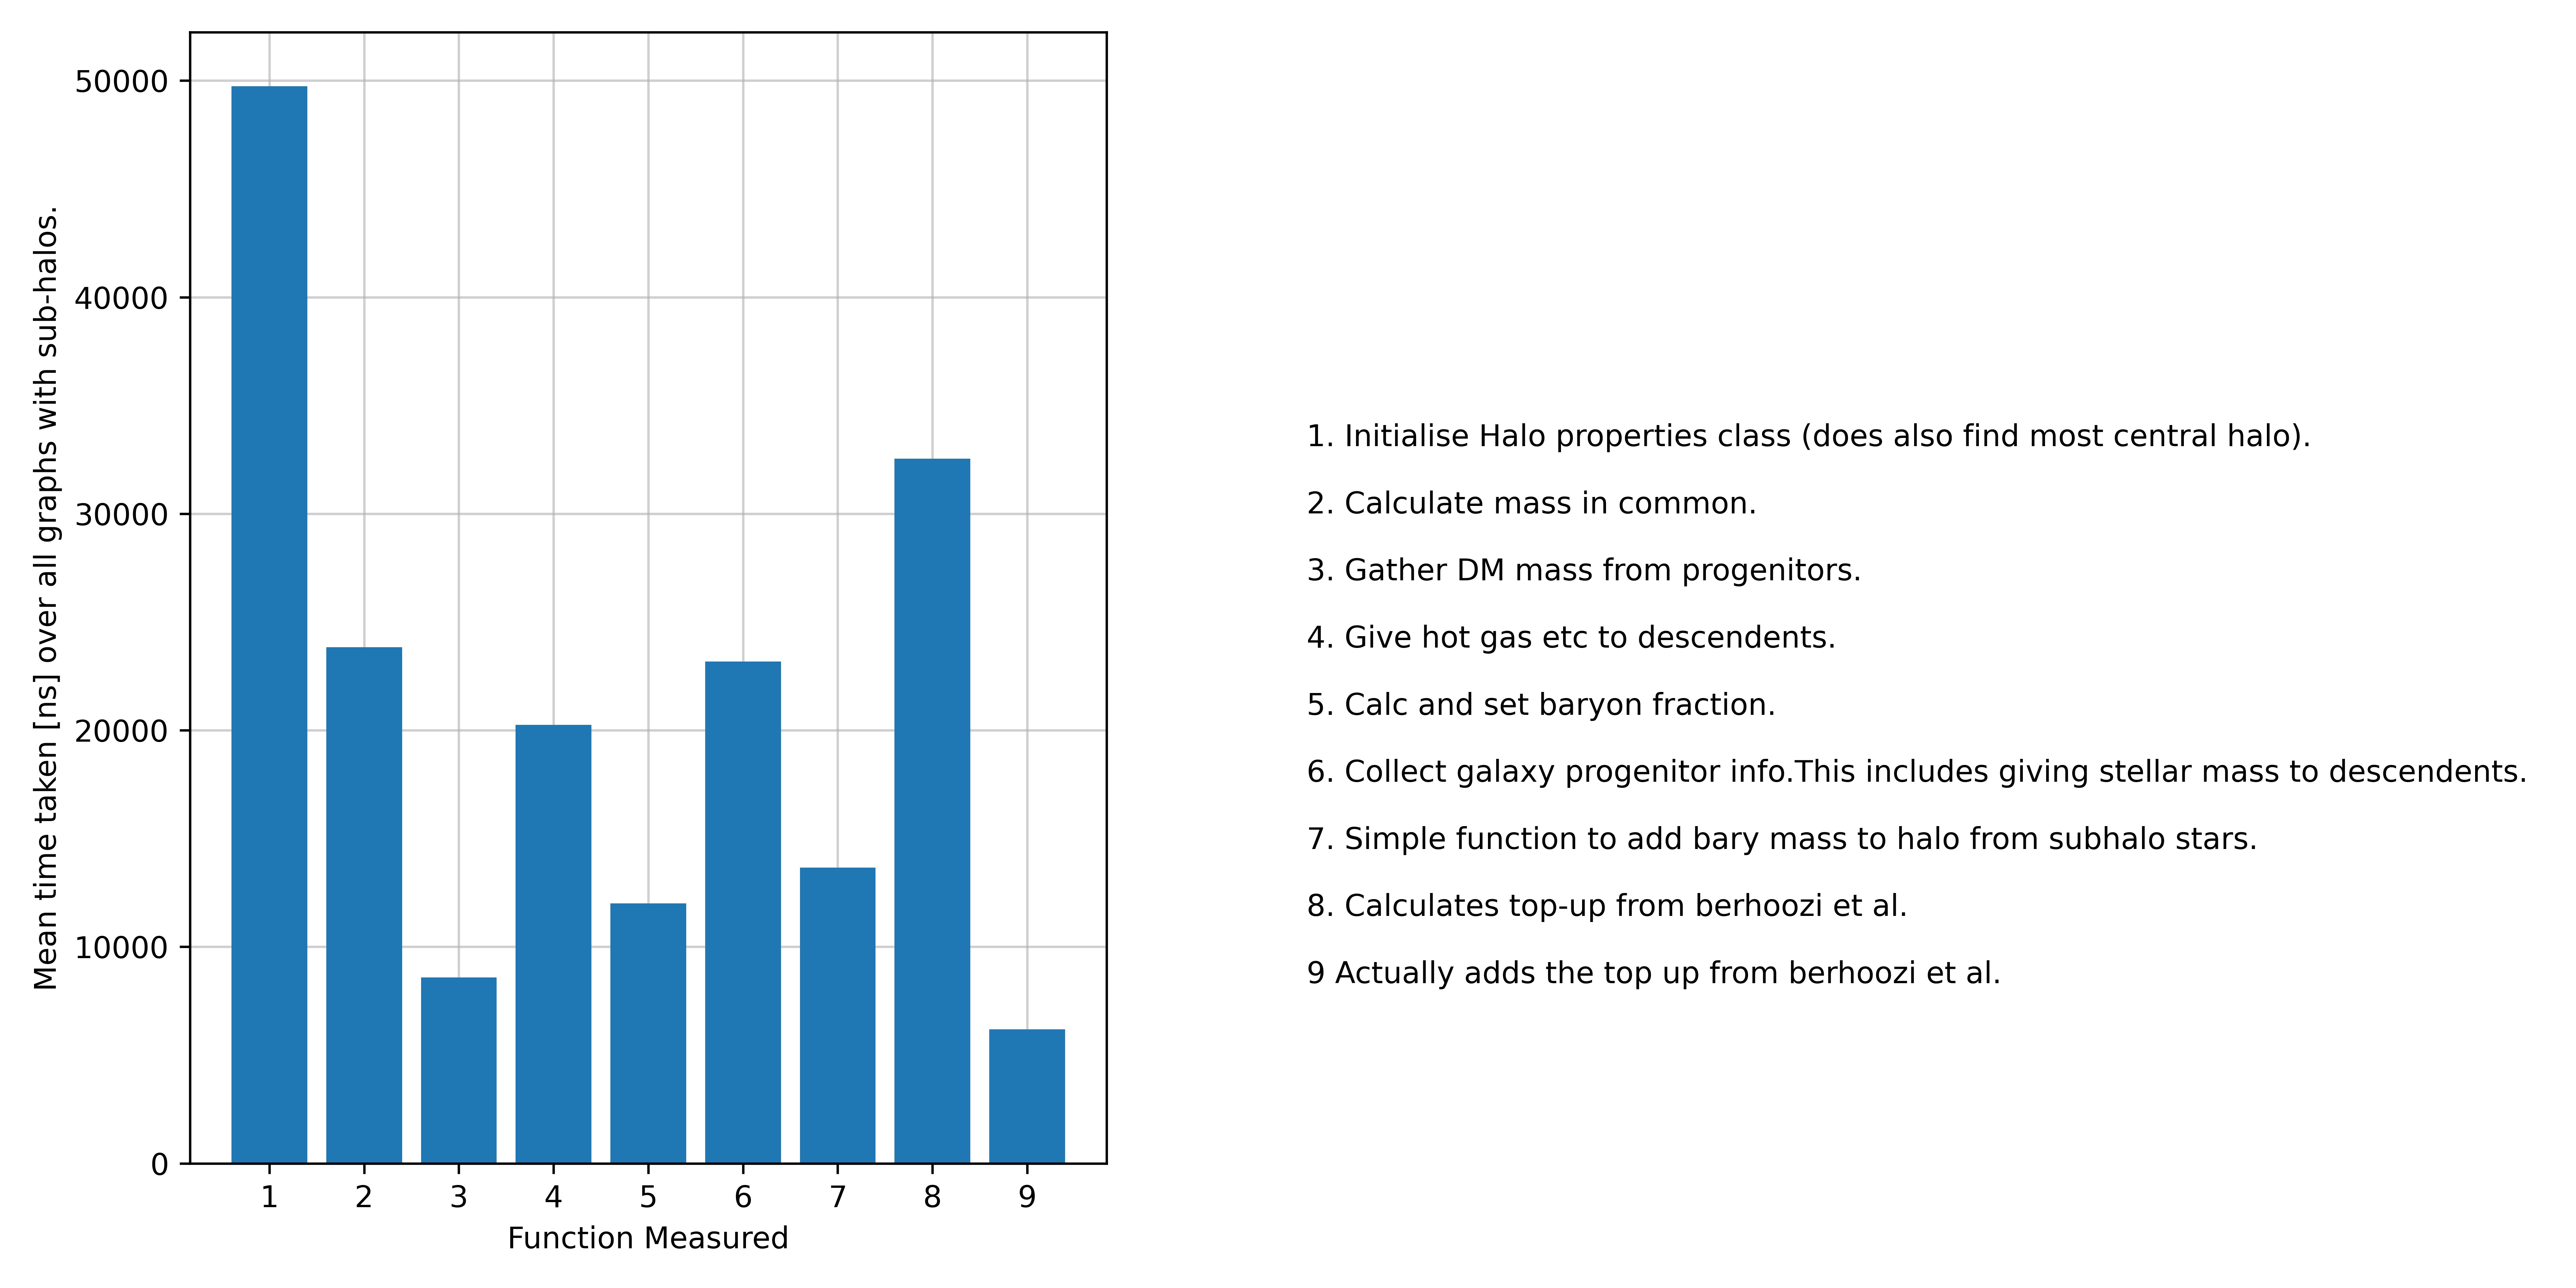 50000
40000
30000
20000
10000
0
Mean time taken [ns] over all graphs with sub-halos.
1 2 3 4 5 6 7 8 9
Function Measured
1. Initialise Halo properties class (does also find most central halo).
2. Calculate mass in common.
3. Gather DM mass from progenitors.
4. Give hot gas etc to descendents.
5. Calc and set baryon fraction.
6. Collect galaxy progenitor info.This includes giving stellar mass to descendents.
7. Simple function to add bary mass to halo from subhalo stars.
8. Calculates top-up from berhoozi et al.
9 Actually adds the top up from berhoozi et al.